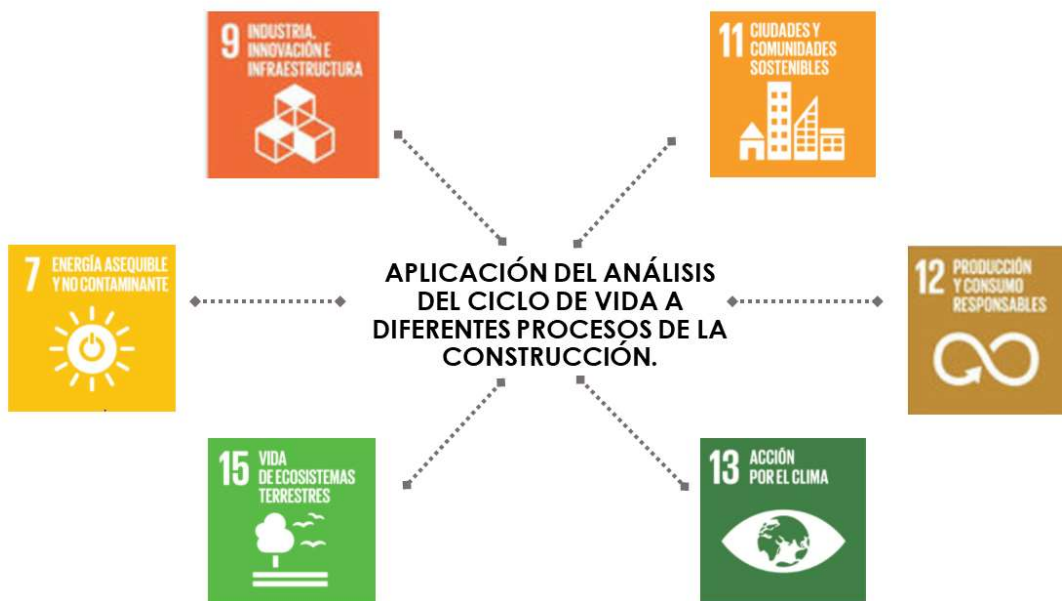 9 INDUSTRIA,
INNOVACIÓN E
INFRAESTRUCTURA
11 CIUDADES Y
COMUNIDADES
SOSTENIBLES
7 ENERGÍA ASEQUIBLE
Y NO CONTAMINANTE
APLICACIÓN DEL ANÁLISIS
DEL CICLO DE VIDA A
DIFERENTES PROCESOS DE LA
CONSTRUCCIÓN.
12 PRODUCCIÓN
Y CONSUMO
RESPONSABLES
15 VIDA
DE ECOSISTEMAS
TERRESTRES
13 ACCIÓN
POR EL CLIMA